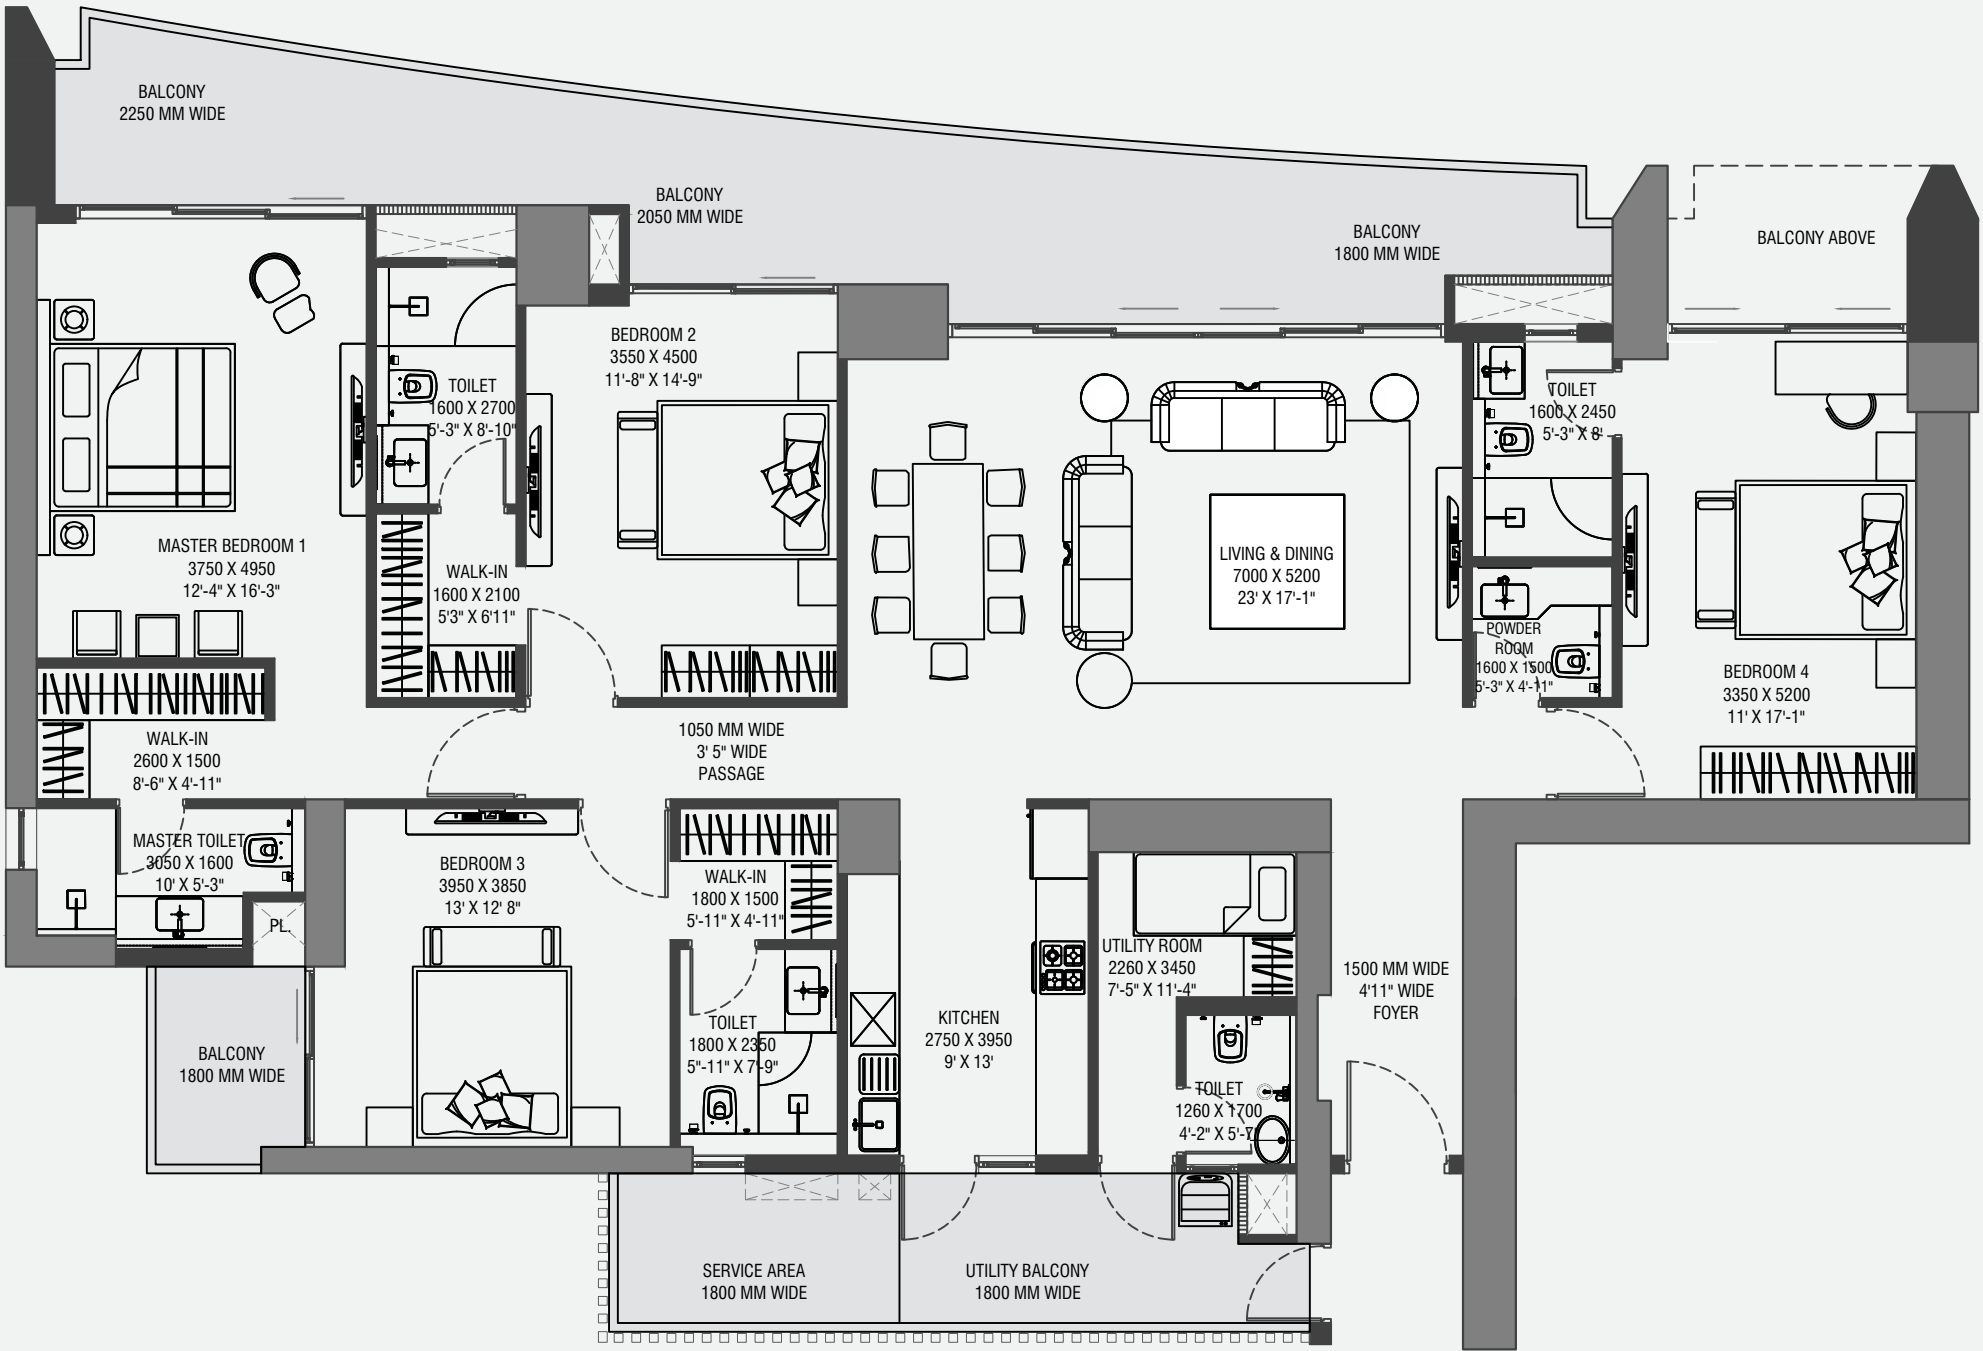 BALCONY
2250 MM WIDE
BALCONY
2050 MM WIDE
BALCONY
1800 MM WIDE
BALCONY ABOVE
BEDROOM 2
3550 X 4500
11'-8" X 14'-9"
TOILET
1600 X 2700
5'-3" X 8'-10"
TOILET
1600 X 2450
5'-3" X 8'
MASTER BEDROOM 1
3750 X 4950
12'-4" X 16'-3"
WALK-IN
1600 X 2100
5'3" X 6'11"
LIVING & DINING
7000 X 5200
23' X 17'-1"
POWDER
ROOM
1600 X 1500
5'-3" X 4'-11"
BEDROOM 4
3350 X 5200
11' X 17'-1"
WALK-IN
2600 X 1500
8'-6" X 4'-11"
1050 MM WIDE
3' 5" WIDE
PASSAGE
MASTER TOILET
3050 X 1600
10' X 5'-3"
PL.
BEDROOM 3
3950 X 3850
13' X 12' 8"
WALK-IN
1800 X 1500
5'-11" X 4'-11"
UTILITY ROOM
2260 X 3450
7'-5" X 11'-4"
1500 MM WIDE
4'11" WIDE
FOYER
BALCONY
1800 MM WIDE
TOILET
1800 X 2350
5"-11" X 7'-9"
KITCHEN
2750 X 3950
9' X 13'
TOILET
1260 X 1700
4'-2" X 5'-7"
SERVICE AREA
1800 MM WIDE
UTILITY BALCONY
1800 MM WIDE